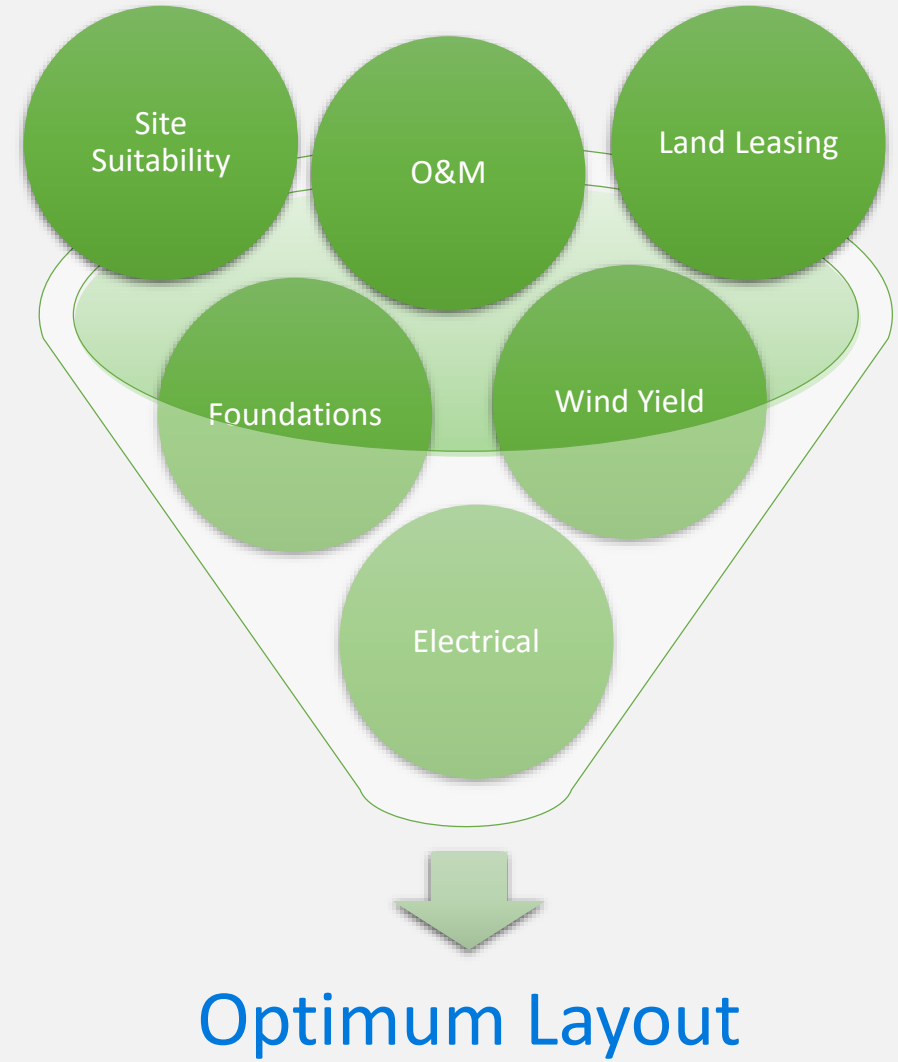 Site
Suitability
O&M
Land Leasing
Foundations
Wind Yield
Electrical
Optimum Layout